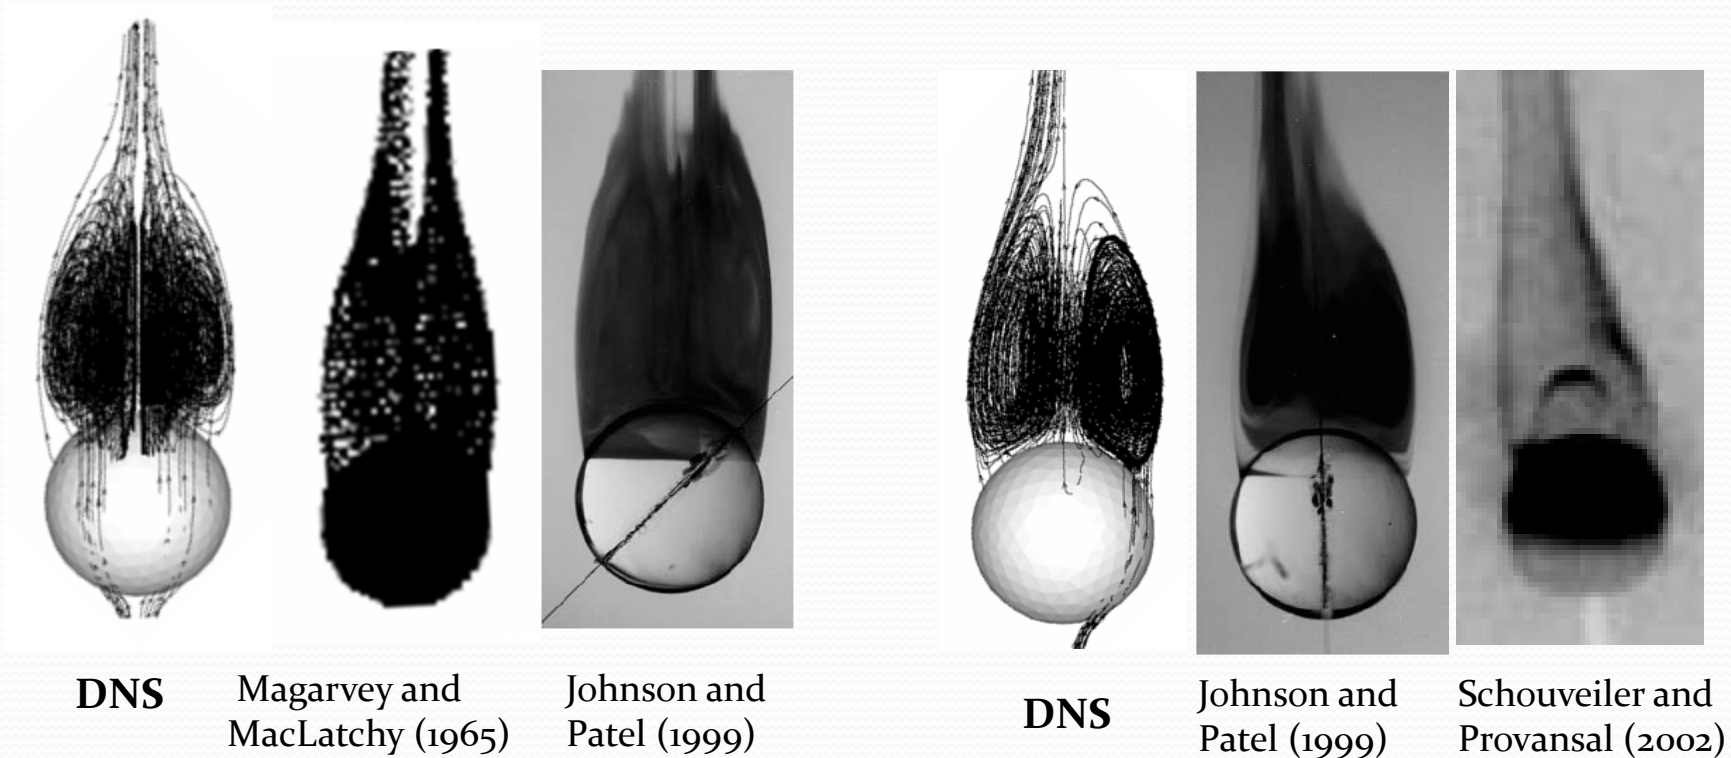 DNS
Magarvey and
MacLatchy (1965)
Johnson and
Patel (1999)
DNS
Johnson and
Patel (1999)
Schouveiler and
Provansal (2002)